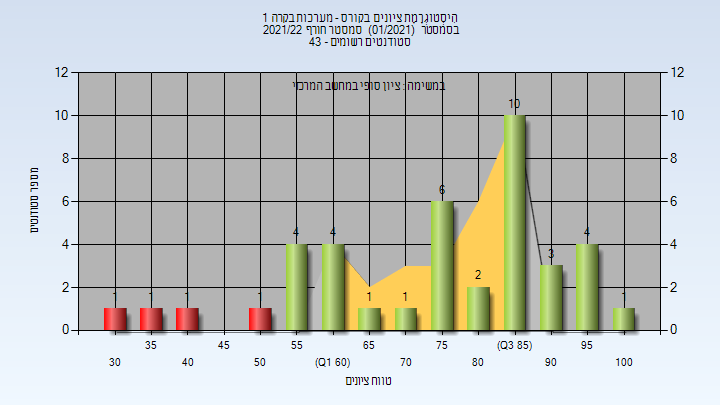 היסטוגרמת ציונים בקורס - מערכות בקרה 1
בסמסטר (01/2021) סמסטר חורף 2021/22
סטודנטים רשומים - 43
במשימה : ציון סופי במחשב המרכזי
מספר סטודנטים
12 12
10 10
8 8
6 6
4 4
2 2
0 0
1 1 1 1 4 4 1 1 6 2 10 3 4 1
35 45 55 65 75 (Q3 85) 95
30 40 50 (Q1 60) 70 80 90 100
טווח ציונים